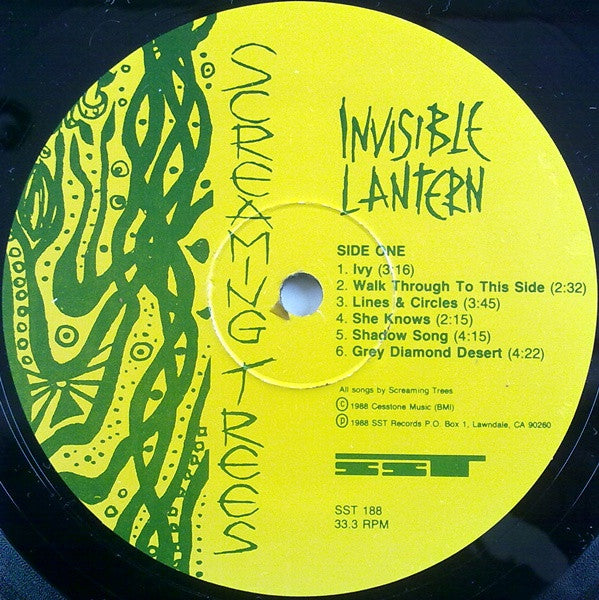 SCREAMING TREES
INVISIBLE
LANTERN
SIDE ONE
1. Ivy (3:16)
2. Walk Through To This Side (2:32)
3. Lines & Circles (3:45)
4. She Knows (2:15)
5. Shadow Song (4:15)
6. Grey Diamond Desert (4:22)
All songs by Screaming Trees
© 1988 Cesstone Music (BMI)
℗ 1988 SST Records P.O. Box 1, Lawndale, CA 90260
SST
SST 188
33.3 RPM